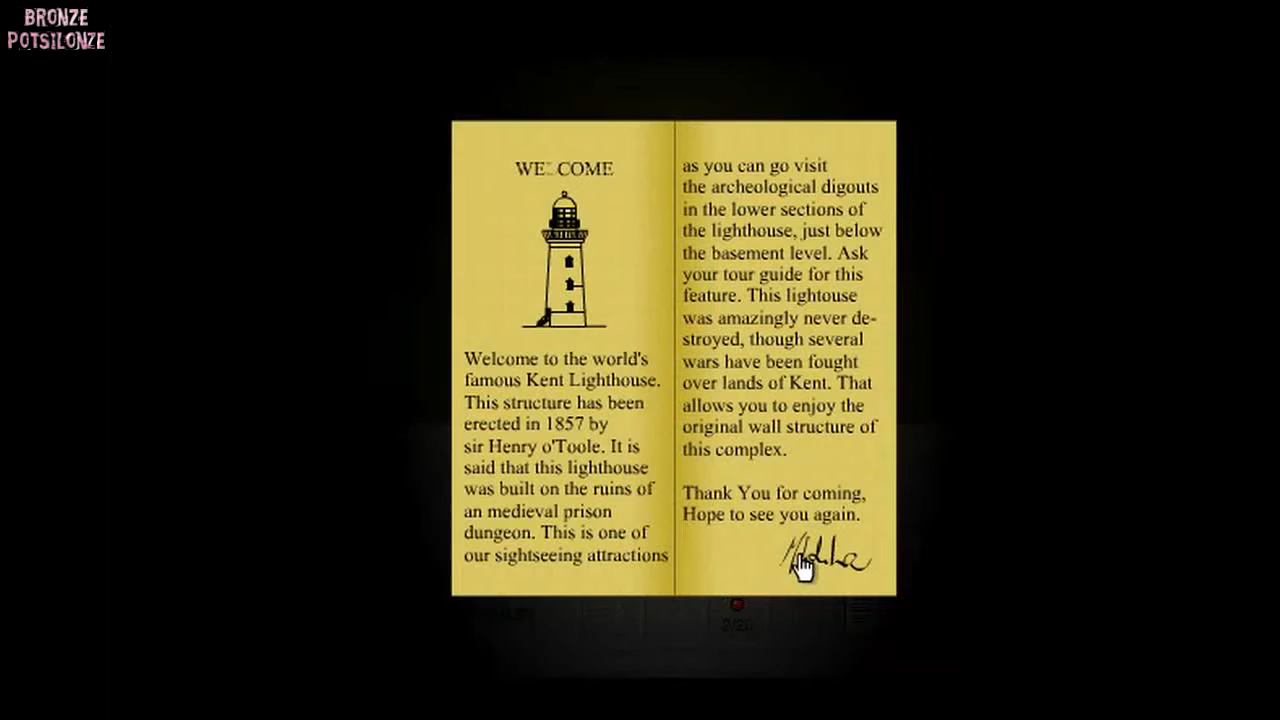 BRONZE
POTSILONZE
WELCOME
Welcome to the world's
famous Kent Lighthouse.
This structure has been
erected in 1857 by
sir Henry o'Toole. It is
said that this lighthouse
was built on the ruins of
an medieval prison
dungeon. This is one of
our sightseeing attractions
as you can go visit
the archeological digouts
in the lower sections of
the lighthouse, just below
the basement level. Ask
your tour guide for this
feature. This lightouse
was amazingly never de-
stroyed, though several
wars have been fought
over lands of Kent. That
allows you to enjoy the
original wall structure of
this complex.
Thank You for coming,
Hope to see you again.